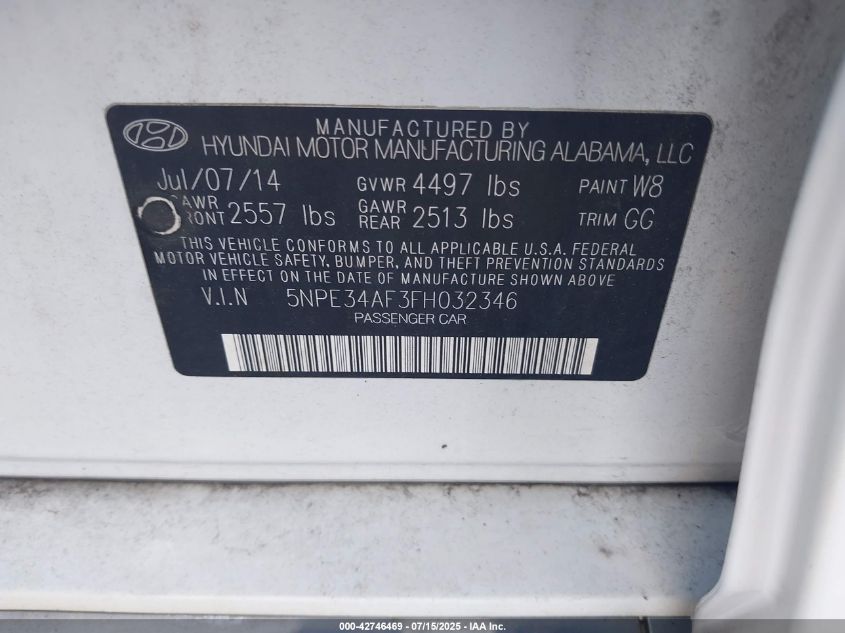 MANUFACTURED BY
HYUNDAI MOTOR MANUFACTURING ALABAMA, LLC
Jul/07/14 GVWR 4497 lbs PAINT W8
GAWR FRONT 2557 lbs GAWR REAR 2513 lbs TRIM GG
THIS VEHICLE CONFORMS TO ALL APPLICABLE U.S.A. FEDERAL
MOTOR VEHICLE SAFETY, BUMPER, AND THEFT PREVENTION STANDARDS
IN EFFECT ON THE DATE OF MANUFACTURE SHOWN ABOVE
V.I.N 5NPE34AF3FH032346
PASSENGER CAR
000-42746469 - 07/15/2025 - IAA Inc.